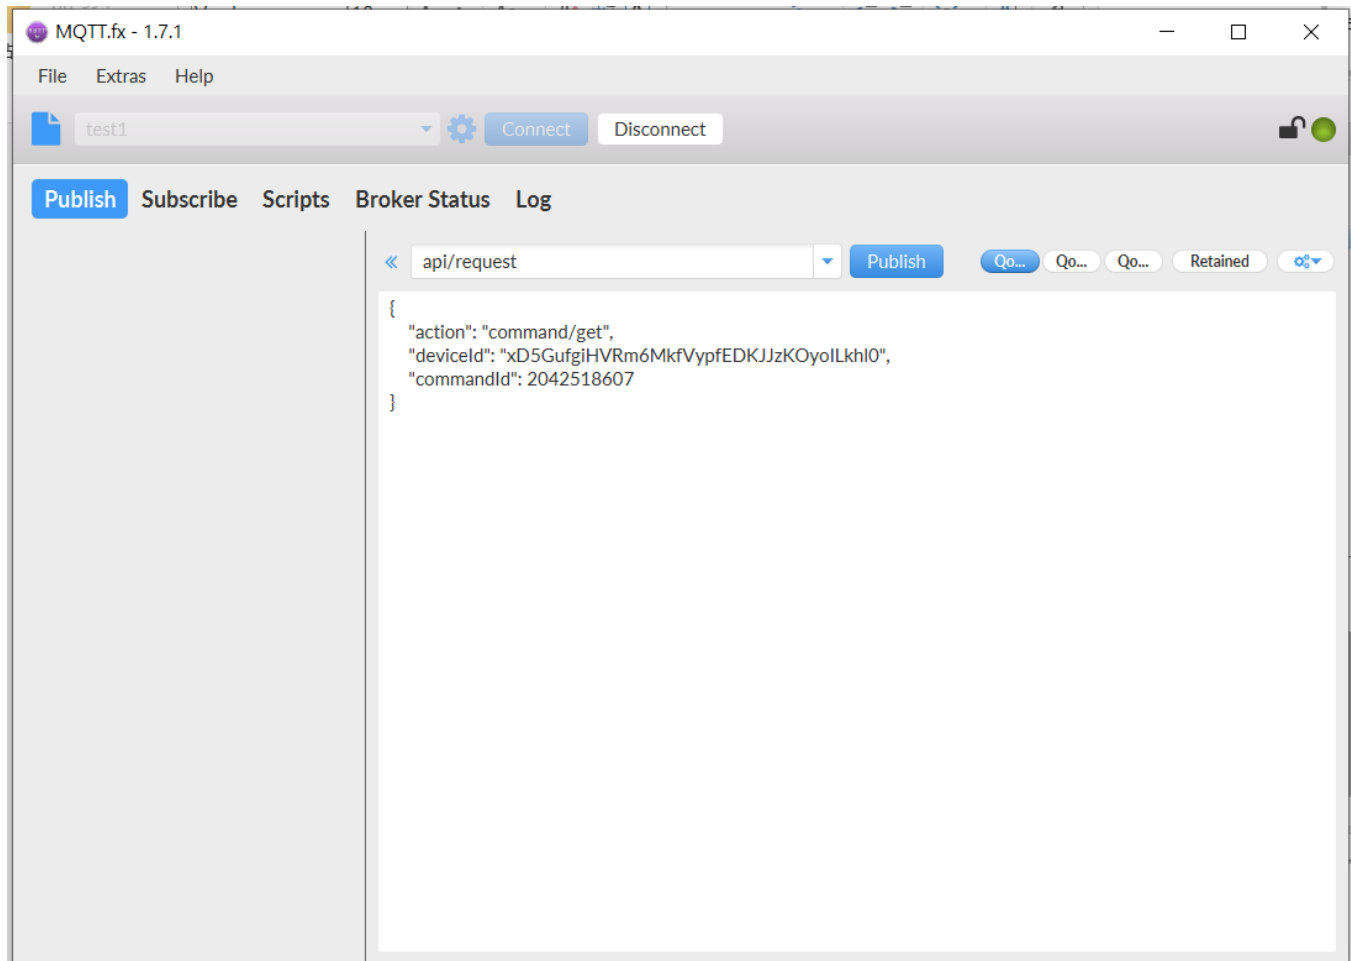 MQTT.fx - 1.7.1
File Extras Help
test1 Connect Disconnect
Publish Subscribe Scripts Broker Status Log
api/request Publish Qo... Qo... Qo... Retained
{
"action": "command/get",
"deviceId": "xD5GufgiHVRm6MkfVypfEDKJJzKOyolLkhl0",
"commandId": 2042518607
}